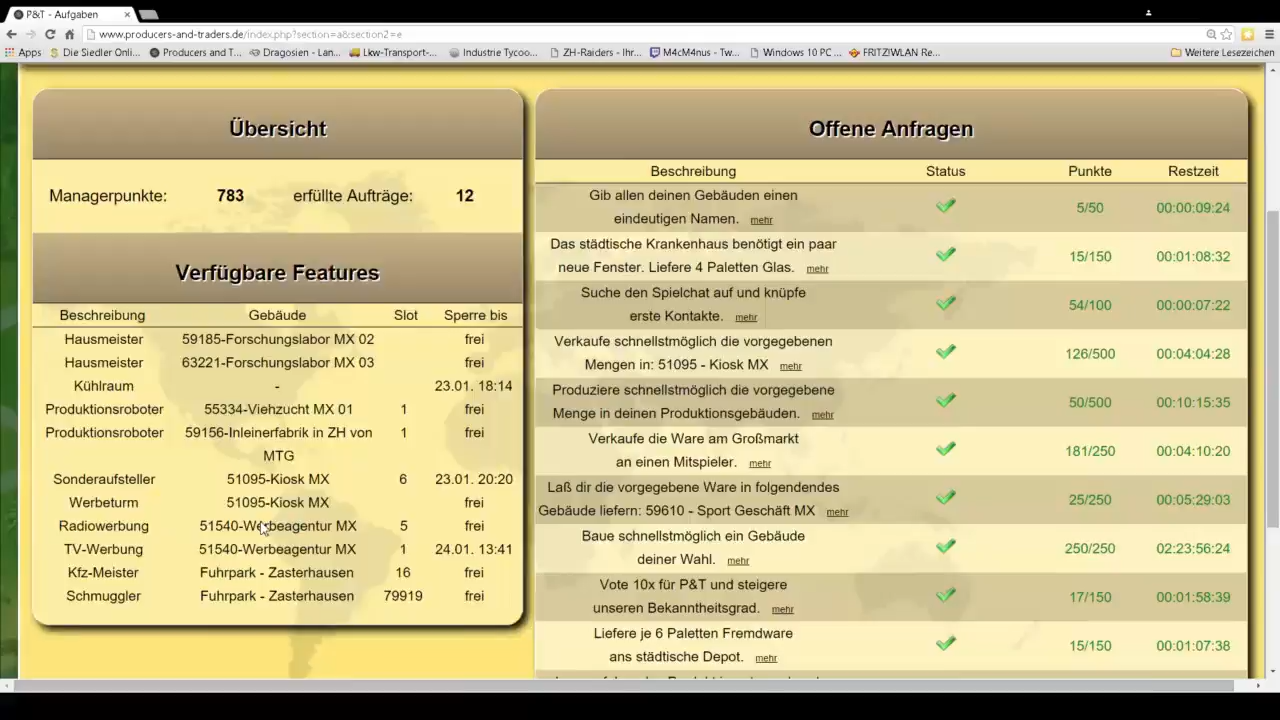 P&T - Aufgaben
www.producers-and-traders.de/index.php?section=a&section2=e
Apps
Die Siedler Onli...
Producers and T...
Dragosien - Län...
Lkw-Transport-...
Industrie Tycoo...
ZH-Raiders - Ihr...
M4cM4nus - Tw...
Windows 10 PC ...
FRITZ!WLAN Re...
Weitere Lesezeichen
Übersicht
Managerpunkte: 783 erfüllte Aufträge: 12
Verfügbare Features
Beschreibung Gebäude Slot Sperre bis
Hausmeister 59185-Forschungslabor MX 02 frei
Hausmeister 63221-Forschungslabor MX 03 frei
Kühlraum - 23.01. 18:14
Produktionsroboter 55334-Viehzucht MX 01 1 frei
Produktionsroboter 59156-Inleinerfabrik in ZH von 1 frei
MTG
Sonderaufsteller 51095-Kiosk MX 6 23.01. 20:20
Werbeturm 51095-Kiosk MX frei
Radiowerbung 51540-Werbeagentur MX 5 frei
TV-Werbung 51540-Werbeagentur MX 1 24.01. 13:41
Kfz-Meister Fuhrpark - Zasterhausen 16 frei
Schmuggler Fuhrpark - Zasterhausen 79919 frei
Offene Anfragen
Beschreibung Status Punkte Restzeit
Gib allen deinen Gebäuden einen
eindeutigen Namen. mehr 5/50 00:00:09:24
Das städtische Krankenhaus benötigt ein paar
neue Fenster. Liefere 4 Paletten Glas. mehr 15/150 00:01:08:32
Suche den Spielchat auf und knüpfe
erste Kontakte. mehr 54/100 00:00:07:22
Verkaufe schnellstmöglich die vorgegebenen
Mengen in: 51095 - Kiosk MX mehr 126/500 00:04:04:28
Produziere schnellstmöglich die vorgegebene
Menge in deinen Produktionsgebäuden. mehr 50/500 00:10:15:35
Verkaufe die Ware am Großmarkt
an einen Mitspieler. mehr 181/250 00:04:10:20
Laß dir die vorgegebene Ware in folgendendes
Gebäude liefern: 59610 - Sport Geschäft MX mehr 25/250 00:05:29:03
Baue schnellstmöglich ein Gebäude
deiner Wahl. mehr 250/250 02:23:56:24
Vote 10x für P&T und steigere
unseren Bekanntheitsgrad. mehr 17/150 00:01:58:39
Liefere je 6 Paletten Fremdware
ans städtische Depot. mehr 15/150 00:01:07:38